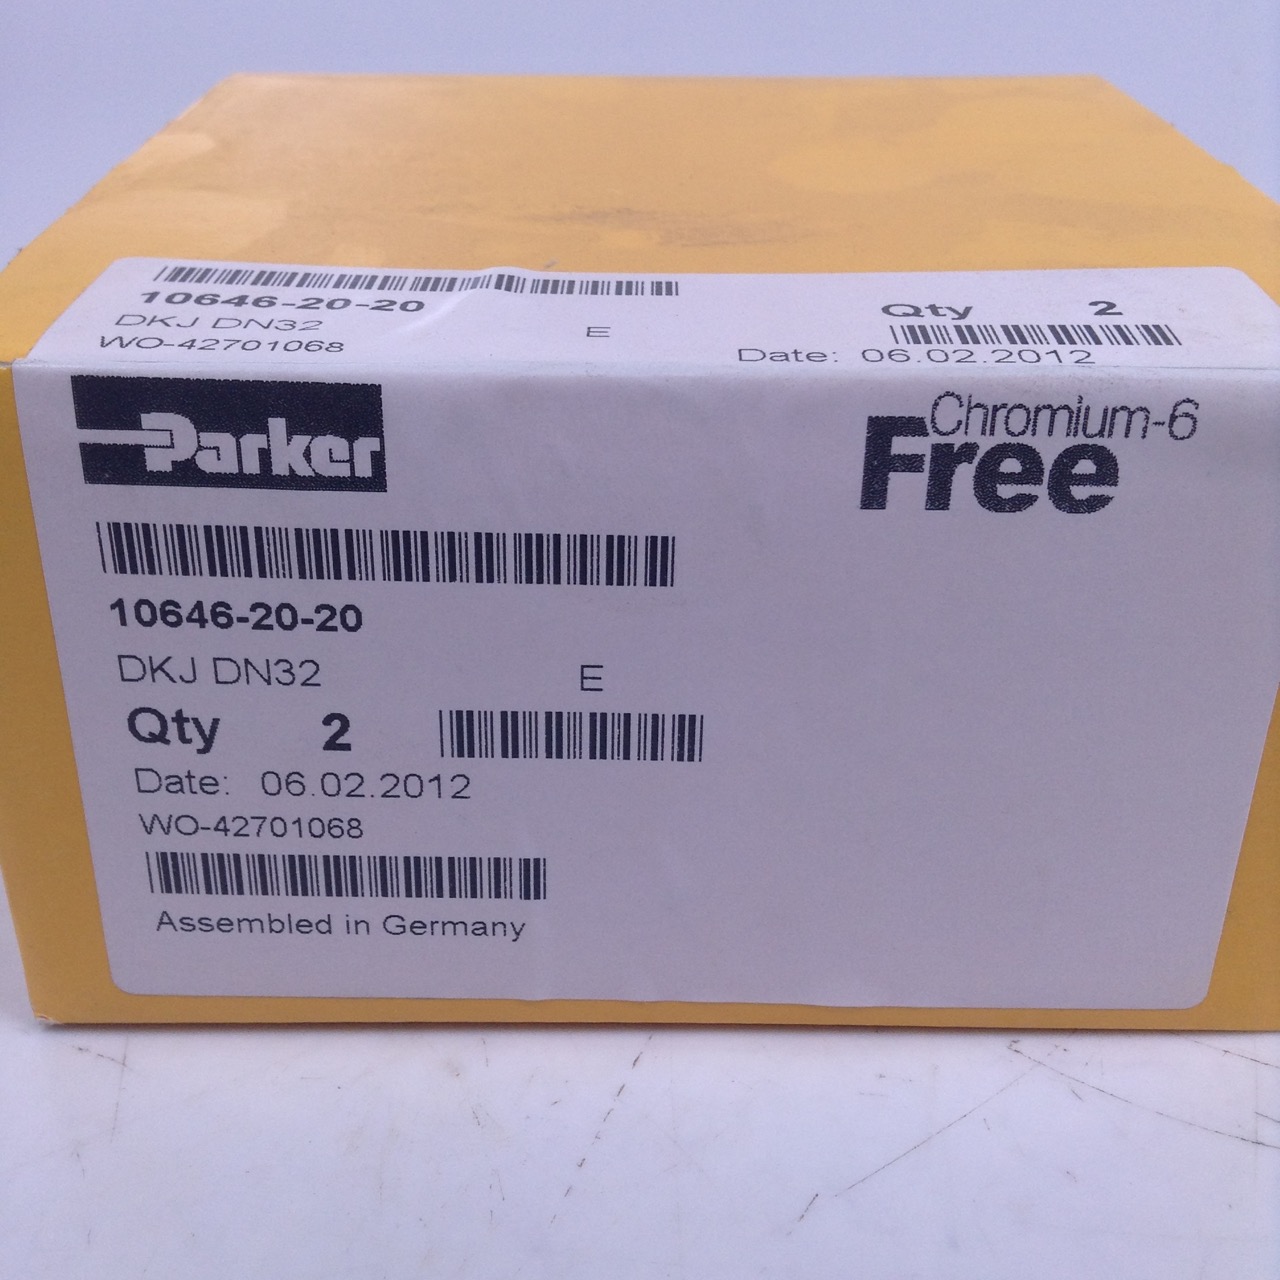 10646-20-20
Qty 2
DKJ DN32 E
WO-42701068
Date: 06.02.2012
Parker
Chromium-6
Free
10646-20-20
DKJ DN32 E
Qty 2
Date: 06.02.2012
WO-42701068
Assembled in Germany